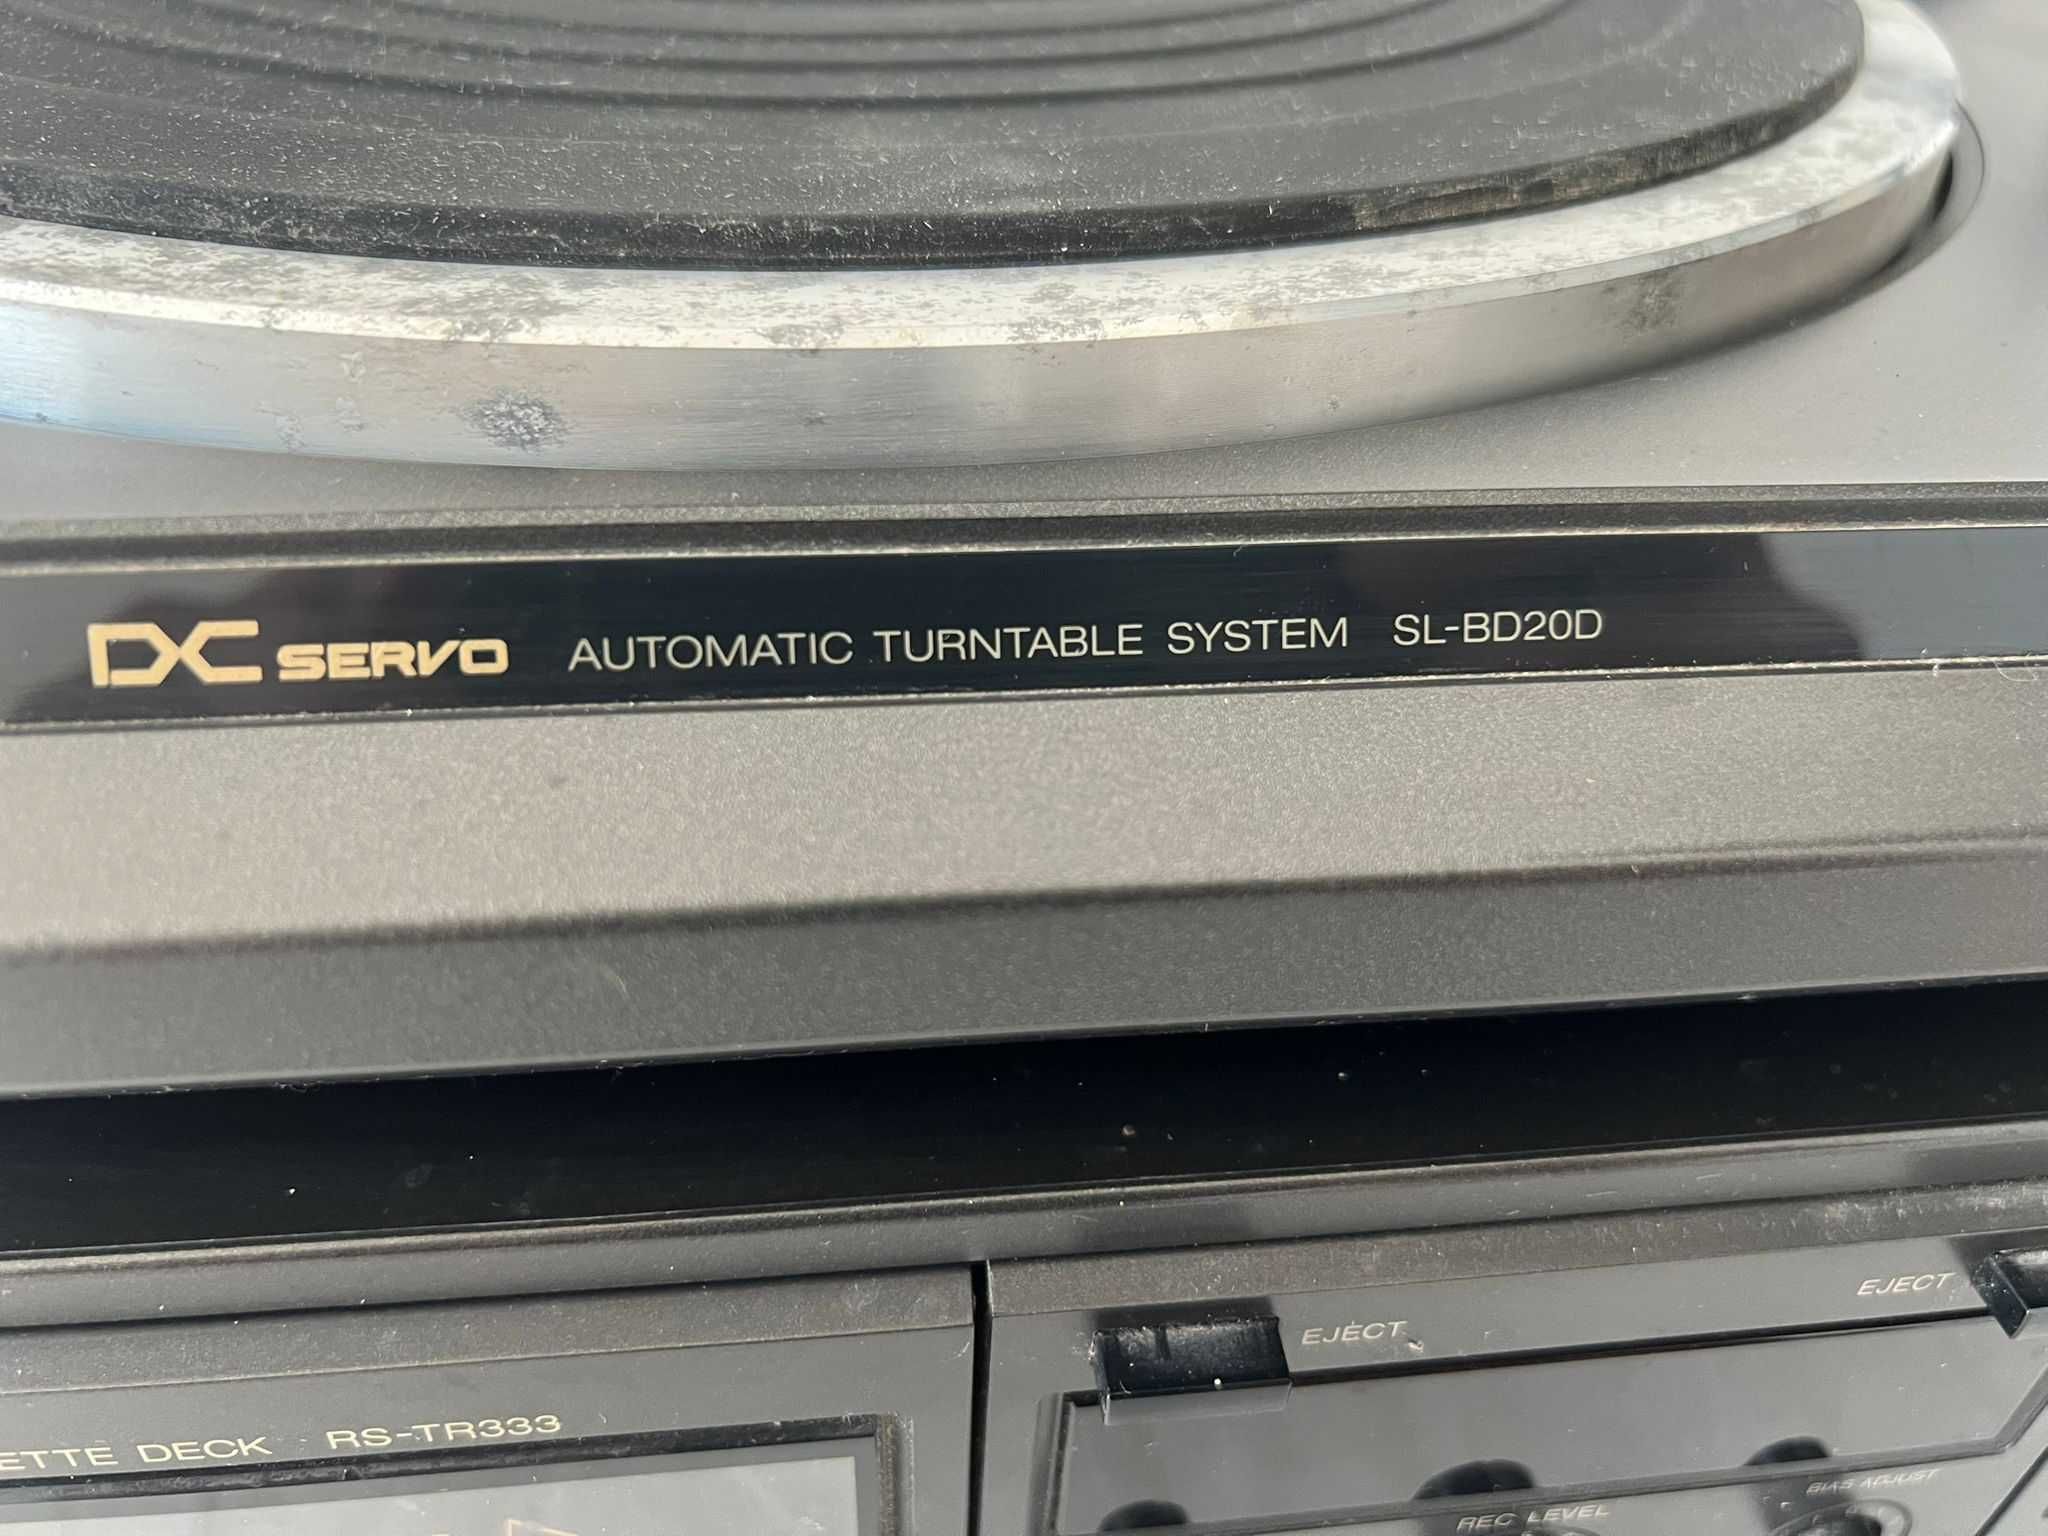 DC SERVO AUTOMATIC TURNTABLE SYSTEM SL-BD20D
EJECT
EJECT
ETTE DECK RS-TR333
REC LEVEL
BIAS ADJUST